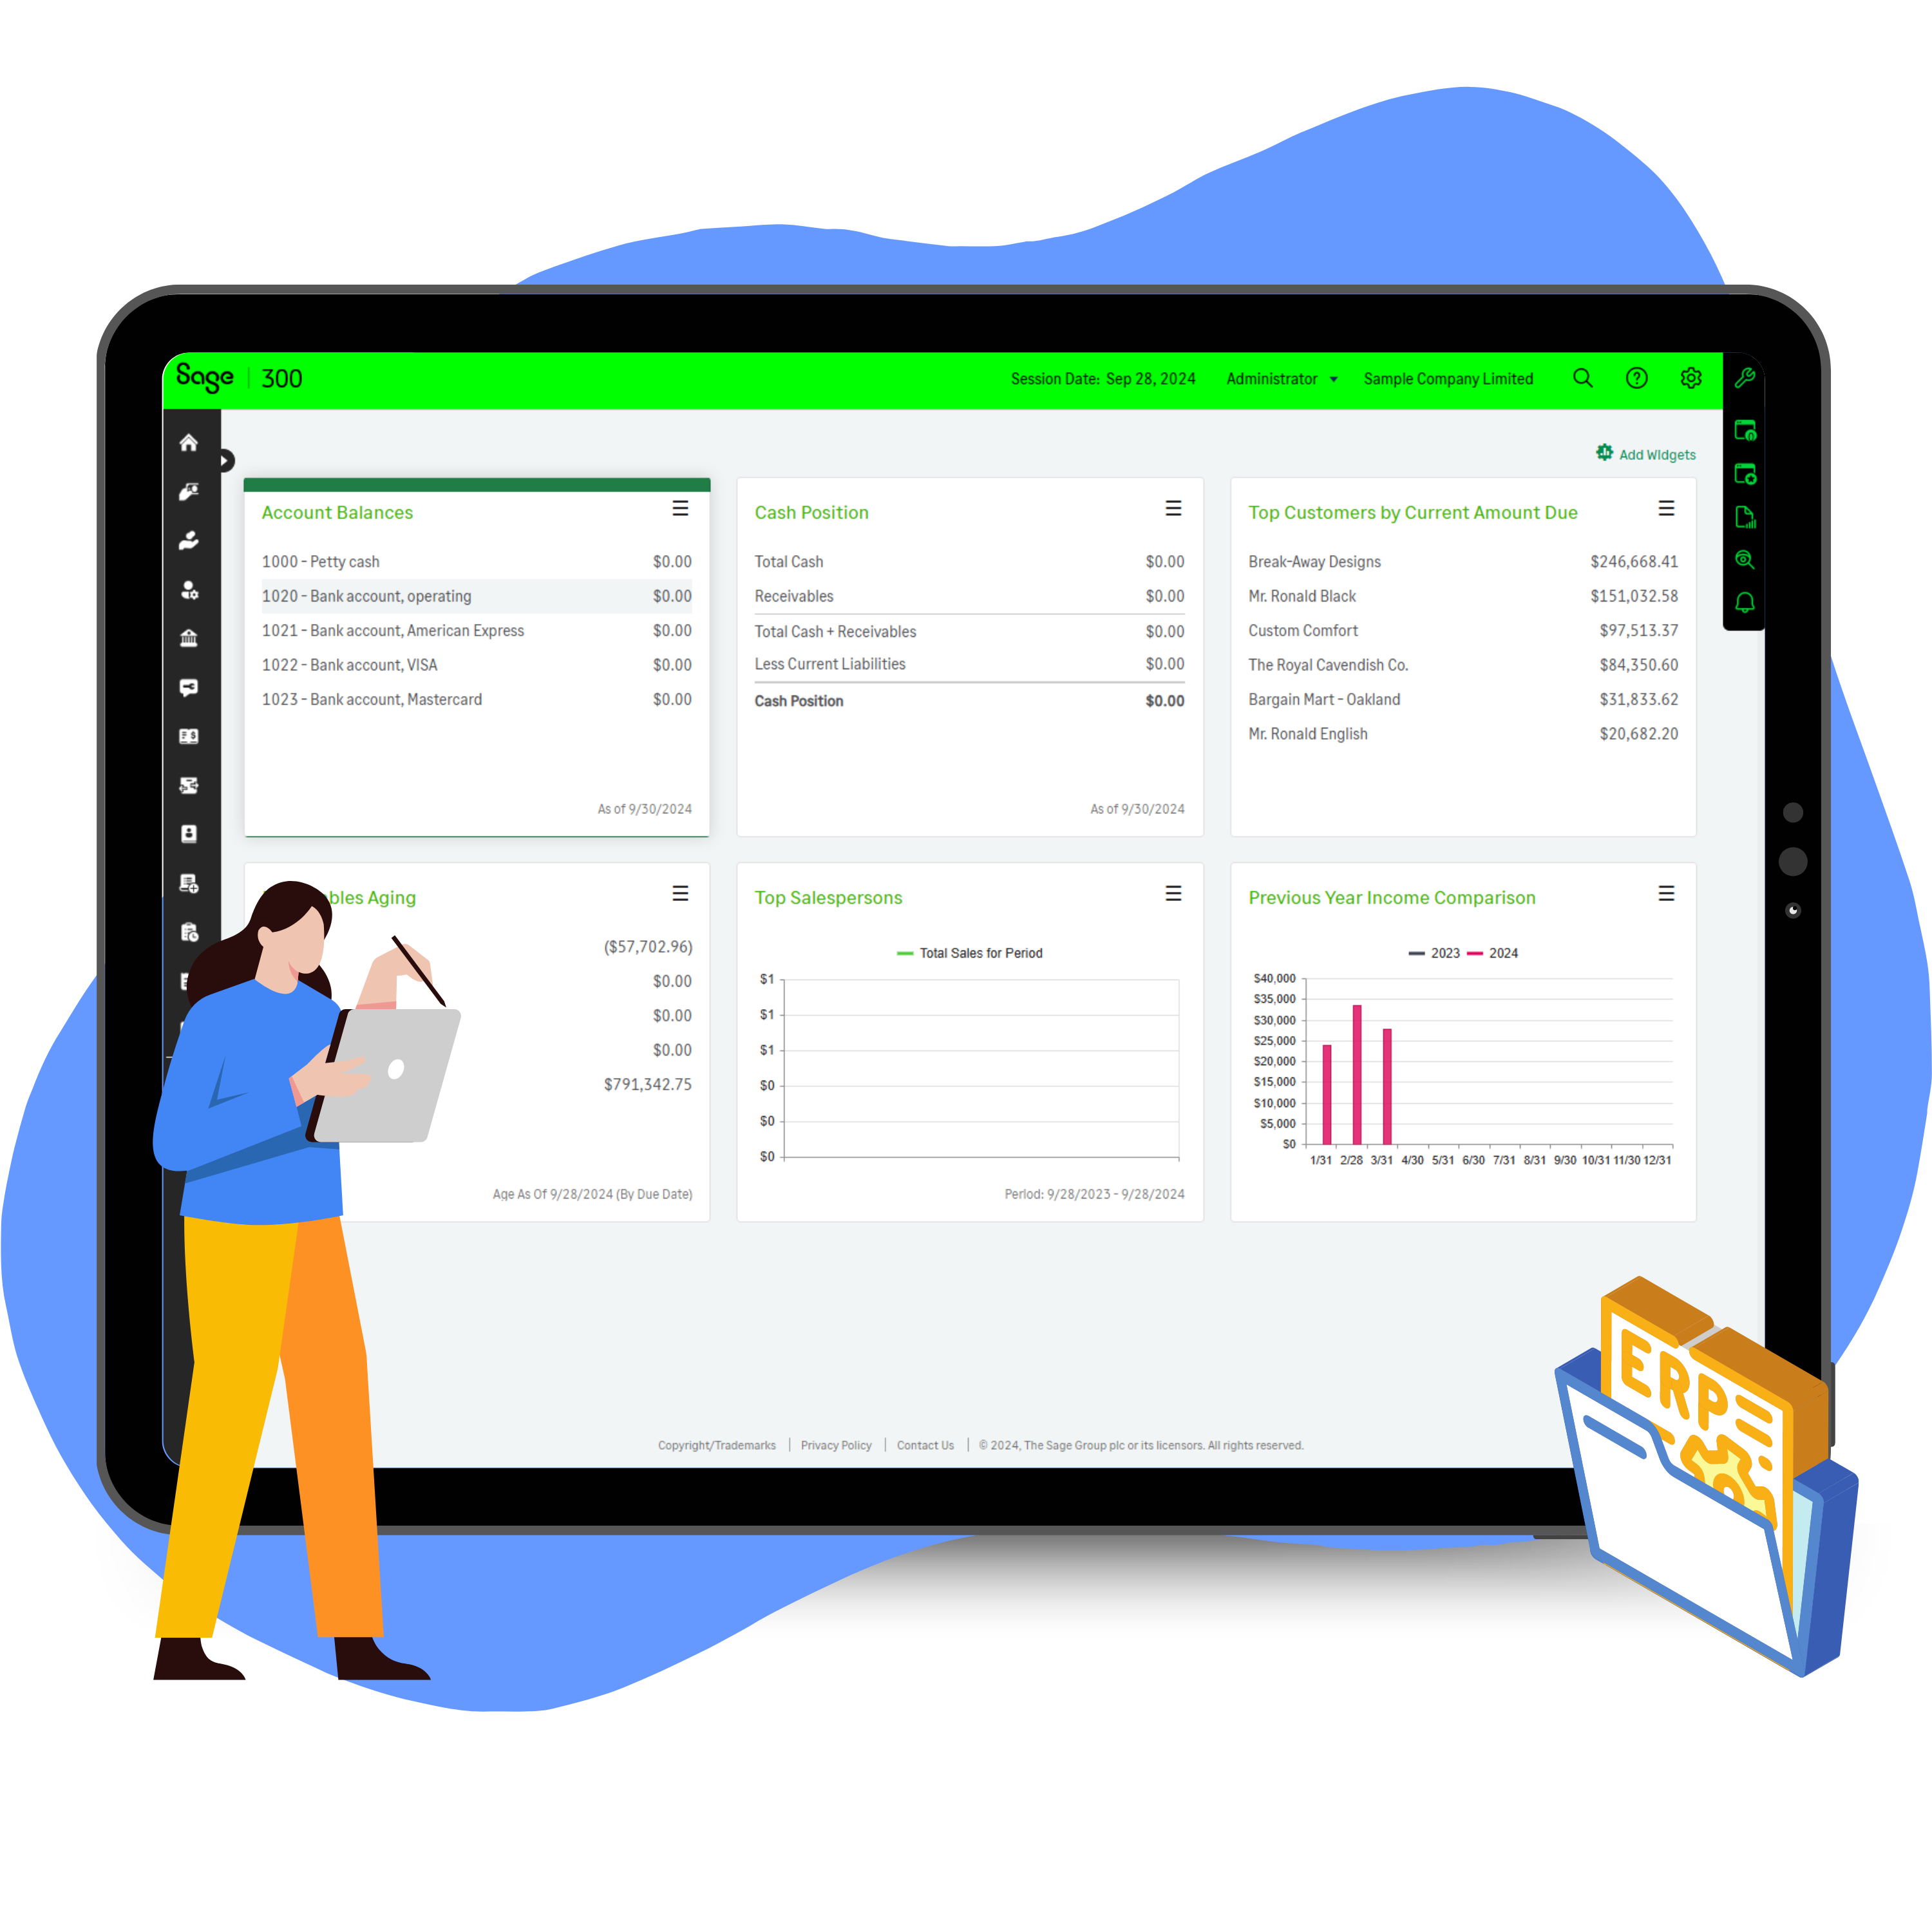 Sage 300
Session Date: Sep 28, 2024 Administrator Sample Company Limited
Add Widgets
Account Balances
1000 - Petty cash $0.00
1020 - Bank account, operating $0.00
1021 - Bank account, American Express $0.00
1022 - Bank account, VISA $0.00
1023 - Bank account, Mastercard $0.00
As of 9/30/2024
Cash Position
Total Cash $0.00
Receivables $0.00
Total Cash + Receivables $0.00
Less Current Liabilities $0.00
Cash Position $0.00
As of 9/30/2024
Top Customers by Current Amount Due
Break-Away Designs $246,668.41
Mr. Ronald Black $151,032.58
Custom Comfort $97,513.37
The Royal Cavendish Co. $84,350.60
Bargain Mart - Oakland $31,833.62
Mr. Ronald English $20,682.20
Aging
($57,702.96)
$0.00
$0.00
$0.00
$791,342.75
Age As Of 9/28/2024 (By Due Date)
Top Salespersons
Total Sales for Period
$1
$1
$1
$0
$0
$0
Period: 9/28/2023 - 9/28/2024
Previous Year Income Comparison
2023 2024
$40,000
$35,000
$30,000
$25,000
$20,000
$15,000
$10,000
$5,000
$0
1/31 2/28 3/31 4/30 5/31 6/30 7/31 8/31 9/30 10/31 11/30 12/31
ERP
Copyright/Trademarks Privacy Policy Contact Us © 2024, The Sage Group plc or its licensors. All rights reserved.